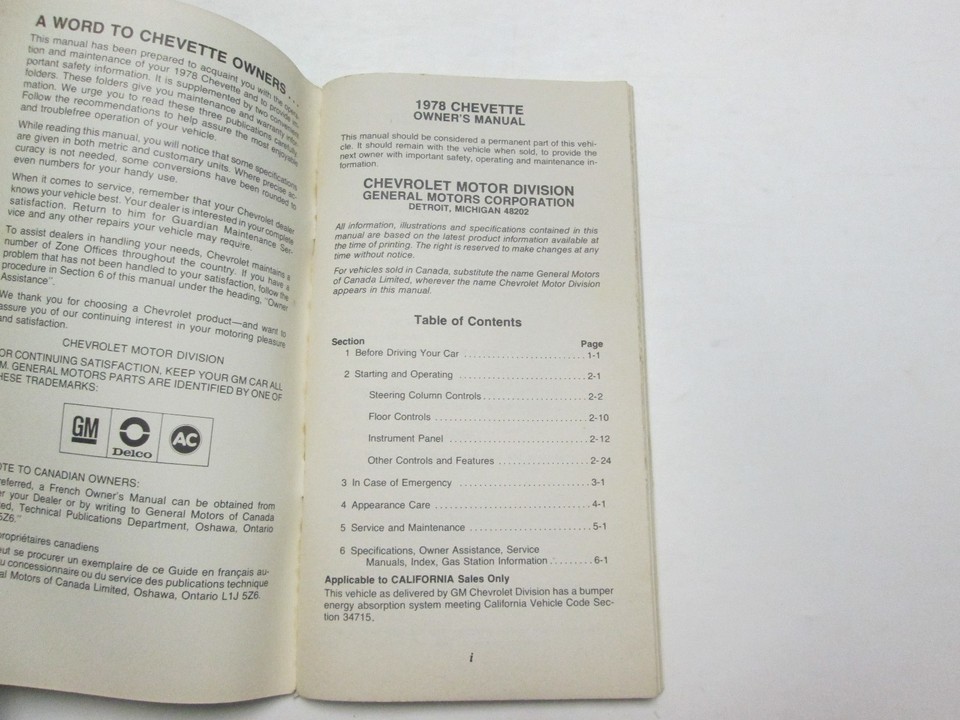 A WORD TO CHEVETTE OWNERS...
This manual has been prepared to acquaint you with the opera-
tion and maintenance of your 1978 Chevette and to provide im-
portant safety information. It is supplemented by two convenient
folders. These folders give you maintenance and warranty infor-
mation. We urge you to read these three publications carefully.
Follow the recommendations to help assure the most enjoyable
and troublefree operation of your vehicle.
While reading this manual, you will notice that some specifications
are given in both metric and customary units. Where precise ac-
curacy is not needed, some conversions have been rounded to
even numbers for your handy use.
When it comes to service, remember that your Chevrolet dealer
knows your vehicle best. Your dealer is interested in your complete
satisfaction. Return to him for Guardian Maintenance Ser-
vice and any other repairs your vehicle may require.
To assist dealers in handling your needs, Chevrolet maintains a
number of Zone Offices throughout the country. If you have a
problem that has not been handled to your satisfaction, follow the
procedure in Section 6 of this manual under the heading, "Owner
Assistance".
We thank you for choosing a Chevrolet product—and want to
assure you of our continuing interest in your motoring pleasure
and satisfaction.
CHEVROLET MOTOR DIVISION
OR CONTINUING SATISFACTION, KEEP YOUR GM CAR ALL
M. GENERAL MOTORS PARTS ARE IDENTIFIED BY ONE OF
HESE TRADEMARKS:
GM
Delco
AC
OTE TO CANADIAN OWNERS:
referred, a French Owner's Manual can be obtained from
er your Dealer or by writing to General Motors of Canada
ed, Technical Publications Department, Oshawa, Ontario
5Z6."
propriétaires canadiens
eut se procurer un exemplaire de ce Guide en français au-
u concessionnaire ou du service des publications technique
al Motors of Canada Limited, Oshawa, Ontario L1J 5Z6.
1978 CHEVETTE
OWNER'S MANUAL
This manual should be considered a permanent part of this vehi-
cle. It should remain with the vehicle when sold, to provide the
next owner with important safety, operating and maintenance in-
formation.
CHEVROLET MOTOR DIVISION
GENERAL MOTORS CORPORATION
DETROIT, MICHIGAN 48202
All information, illustrations and specifications contained in this
manual are based on the latest product information available at
the time of printing. The right is reserved to make changes at any
time without notice.
For vehicles sold in Canada, substitute the name General Motors
of Canada Limited, wherever the name Chevrolet Motor Division
appears in this manual.
Table of Contents
Section Page
1 Before Driving Your Car ........................ 1-1
2 Starting and Operating ........................ 2-1
Steering Column Controls ........................ 2-2
Floor Controls ........................ 2-10
Instrument Panel ........................ 2-12
Other Controls and Features ........................ 2-24
3 In Case of Emergency ........................ 3-1
4 Appearance Care ........................ 4-1
5 Service and Maintenance ........................ 5-1
6 Specifications, Owner Assistance, Service
Manuals, Index, Gas Station Information ......... 6-1
Applicable to CALIFORNIA Sales Only
This vehicle as delivered by GM Chevrolet Division has a bumper
energy absorption system meeting California Vehicle Code Sec-
tion 34715.
i